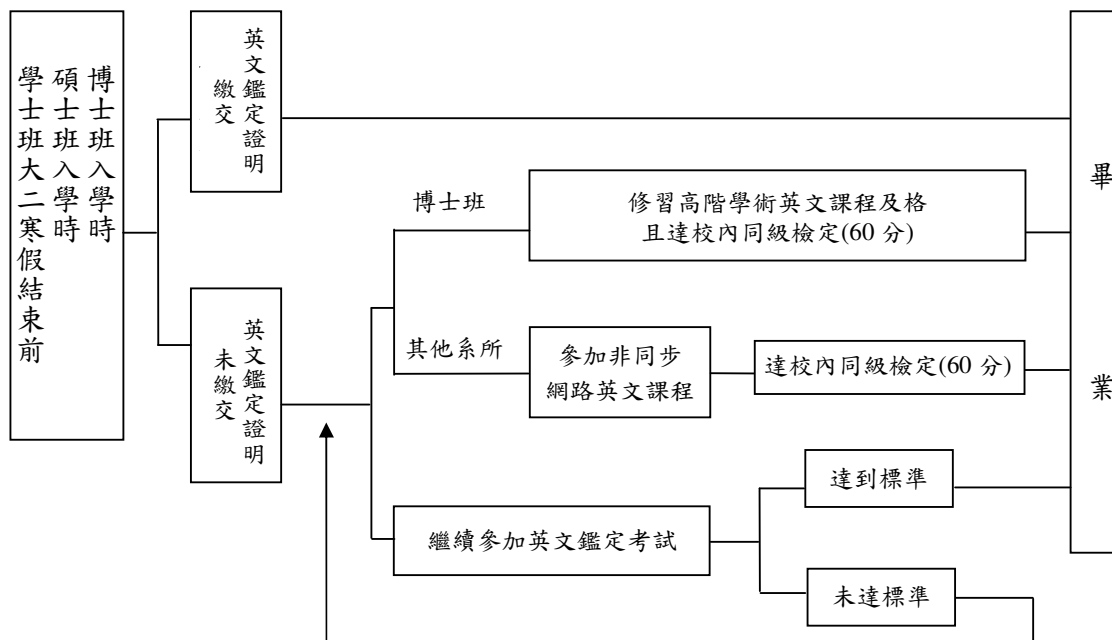 博士班入學時
碩士班入學時
學士班大二寒假結束前
英文鑑定證明
繳交
英文鑑定證明
未繳交
博士班
修習高階學術英文課程及格
且達校內同級檢定(60 分)
其他系所
參加非同步
網路英文課程
達校內同級檢定(60 分)
繼續參加英文鑑定考試
達到標準
未達標準
畢業